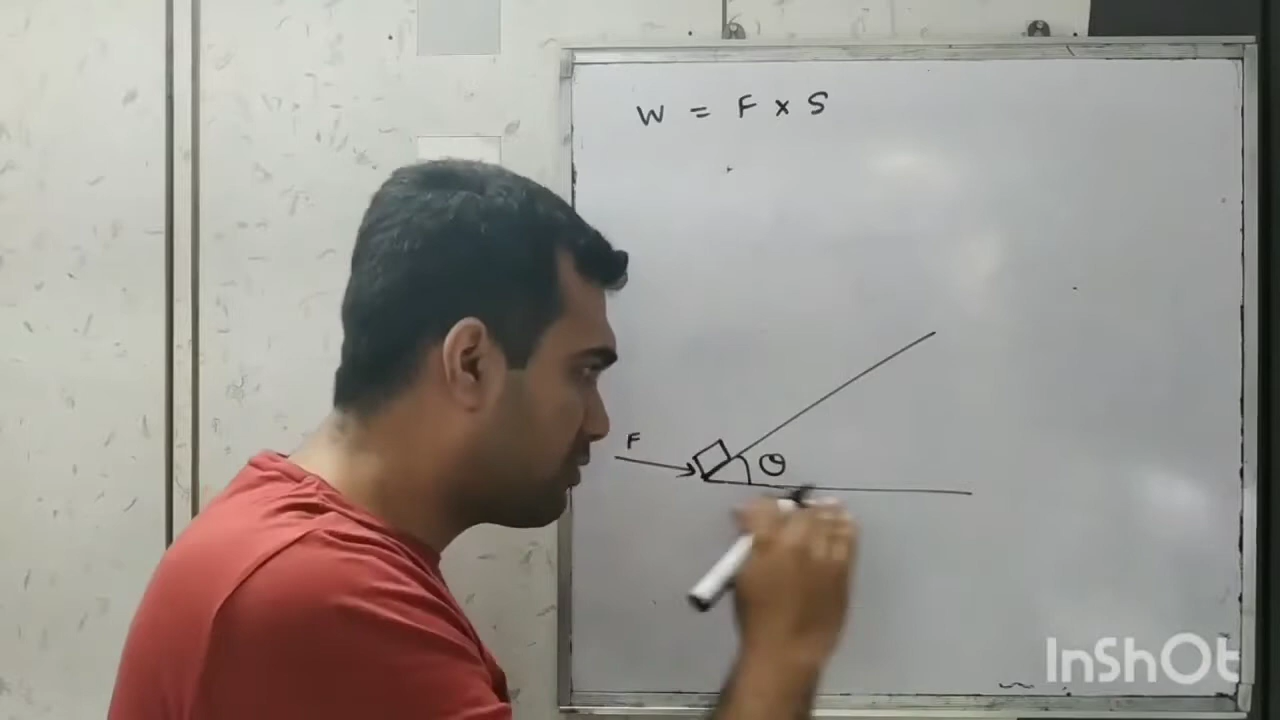 W = F × S
F
θ
InShOt